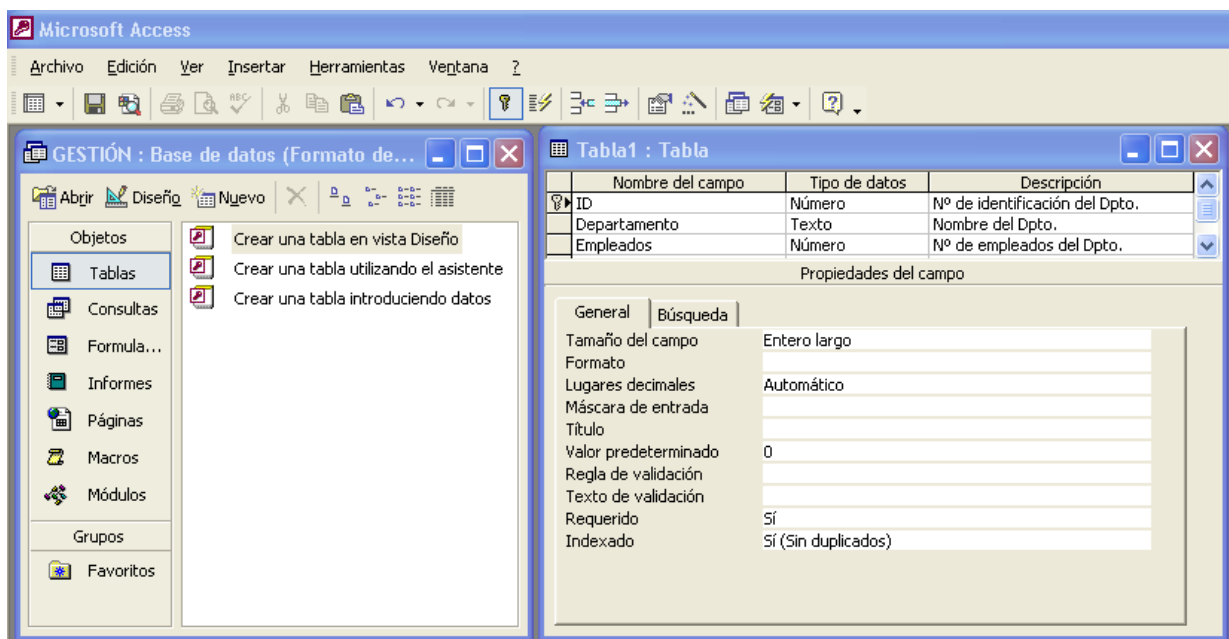 Microsoft Access
Archivo Edición Ver Insertar Herramientas Ventana ?
GESTIÓN : Base de datos (Formato de...
Abrir Diseño Nuevo
Objetos
Tablas
Consultas
Formula...
Informes
Páginas
Macros
Módulos
Grupos
Favoritos
Crear una tabla en vista Diseño
Crear una tabla utilizando el asistente
Crear una tabla introduciendo datos
Tabla1 : Tabla
Nombre del campo Tipo de datos Descripción
ID Número Nº de identificación del Dpto.
Departamento Texto Nombre del Dpto.
Empleados Número Nº de empleados del Dpto.
Propiedades del campo
General Búsqueda
Tamaño del campo Entero largo
Formato
Lugares decimales Automático
Máscara de entrada
Título
Valor predeterminado 0
Regla de validación
Texto de validación
Requerido Sí
Indexado Sí (Sin duplicados)